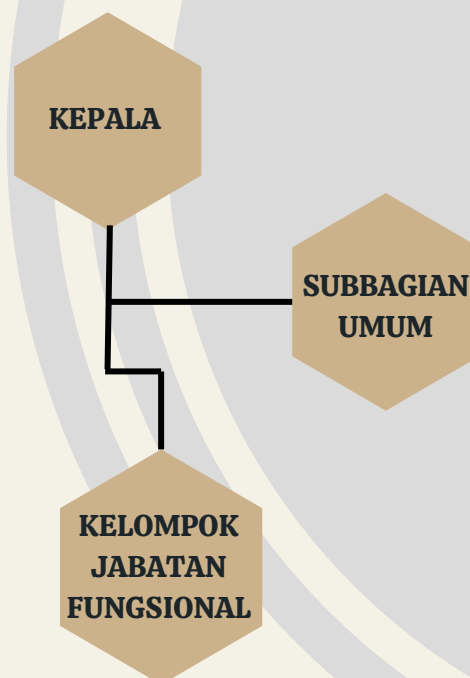 KEPALA
SUBBAGIAN
UMUM
KELOMPOK
JABATAN
FUNGSIONAL